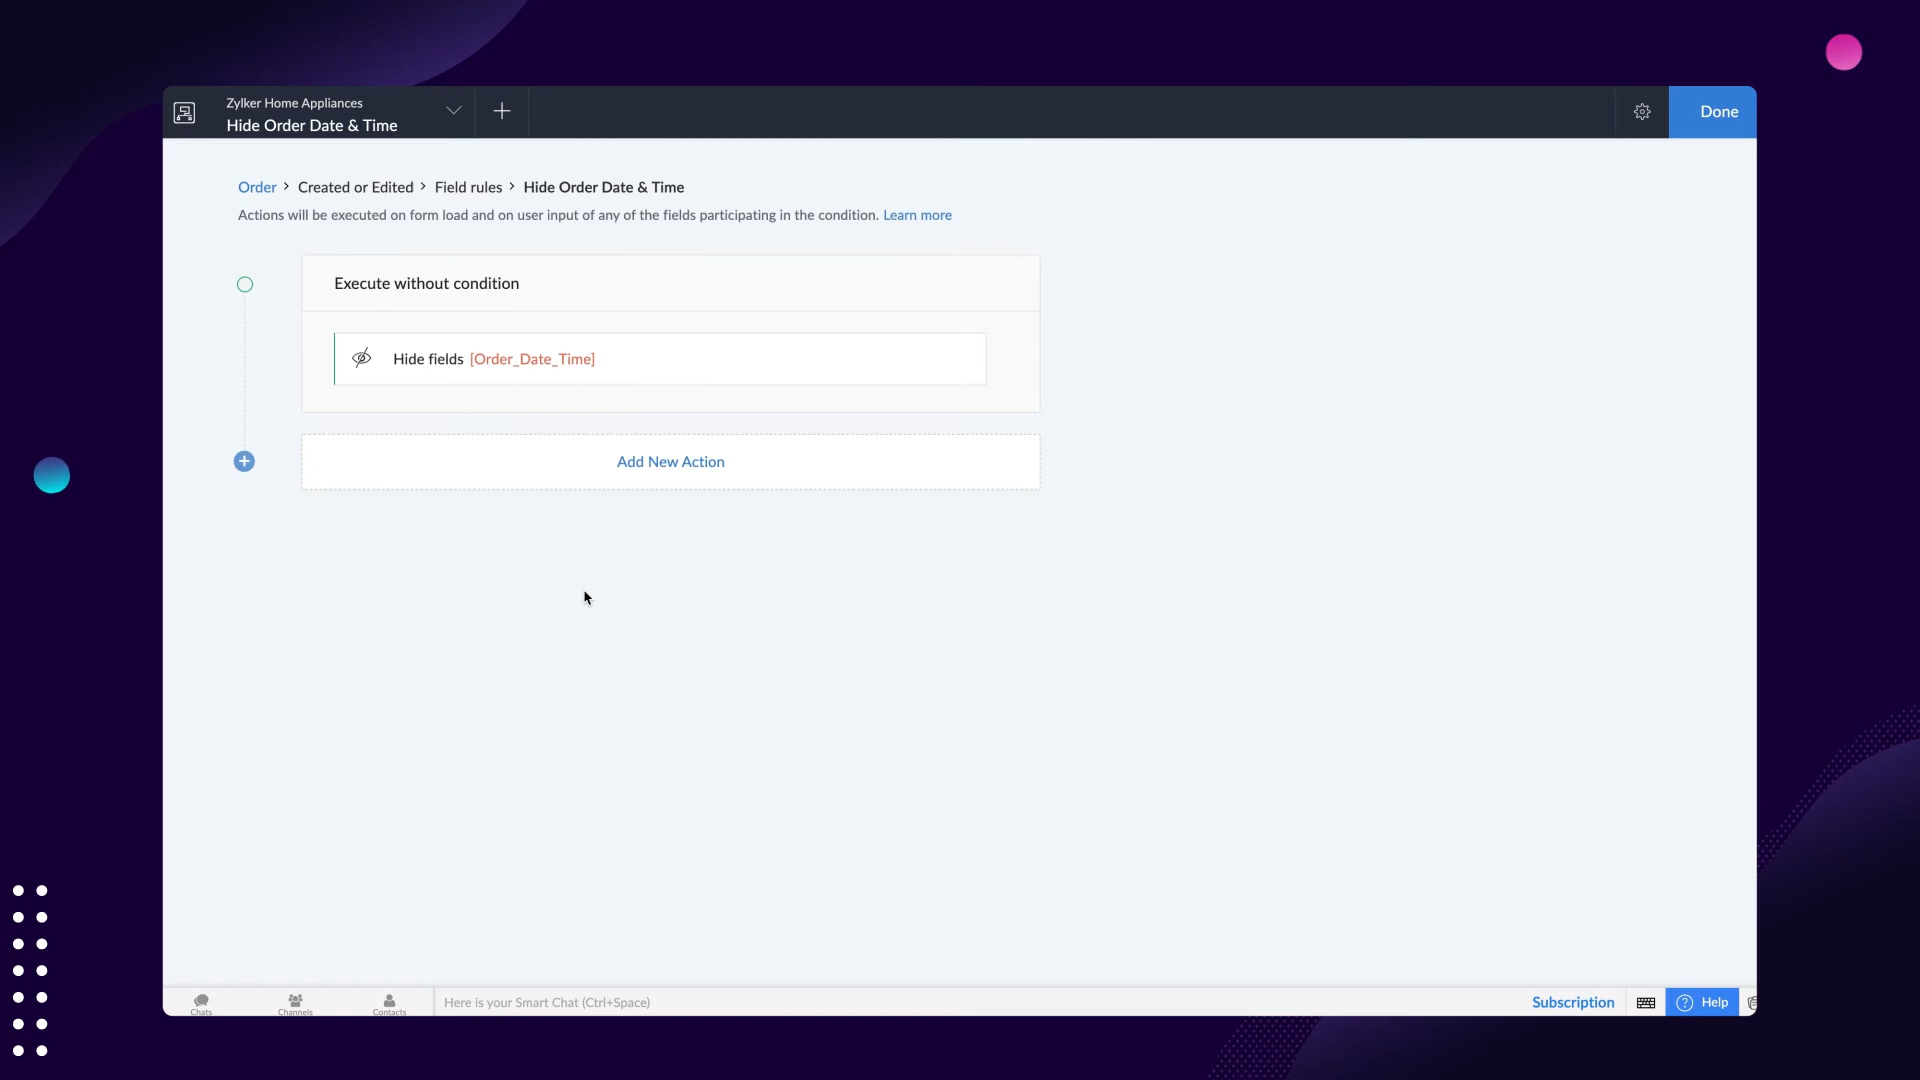 Zylker Home Appliances
Hide Order Date & Time
Done
Order > Created or Edited > Field rules > Hide Order Date & Time
Actions will be executed on form load and on user input of any of the fields participating in the condition. Learn more
Execute without condition
Hide fields [Order_Date_Time]
Add New Action
Chats
Channels
Contacts
Here is your Smart Chat (Ctrl+Space)
Subscription
Help